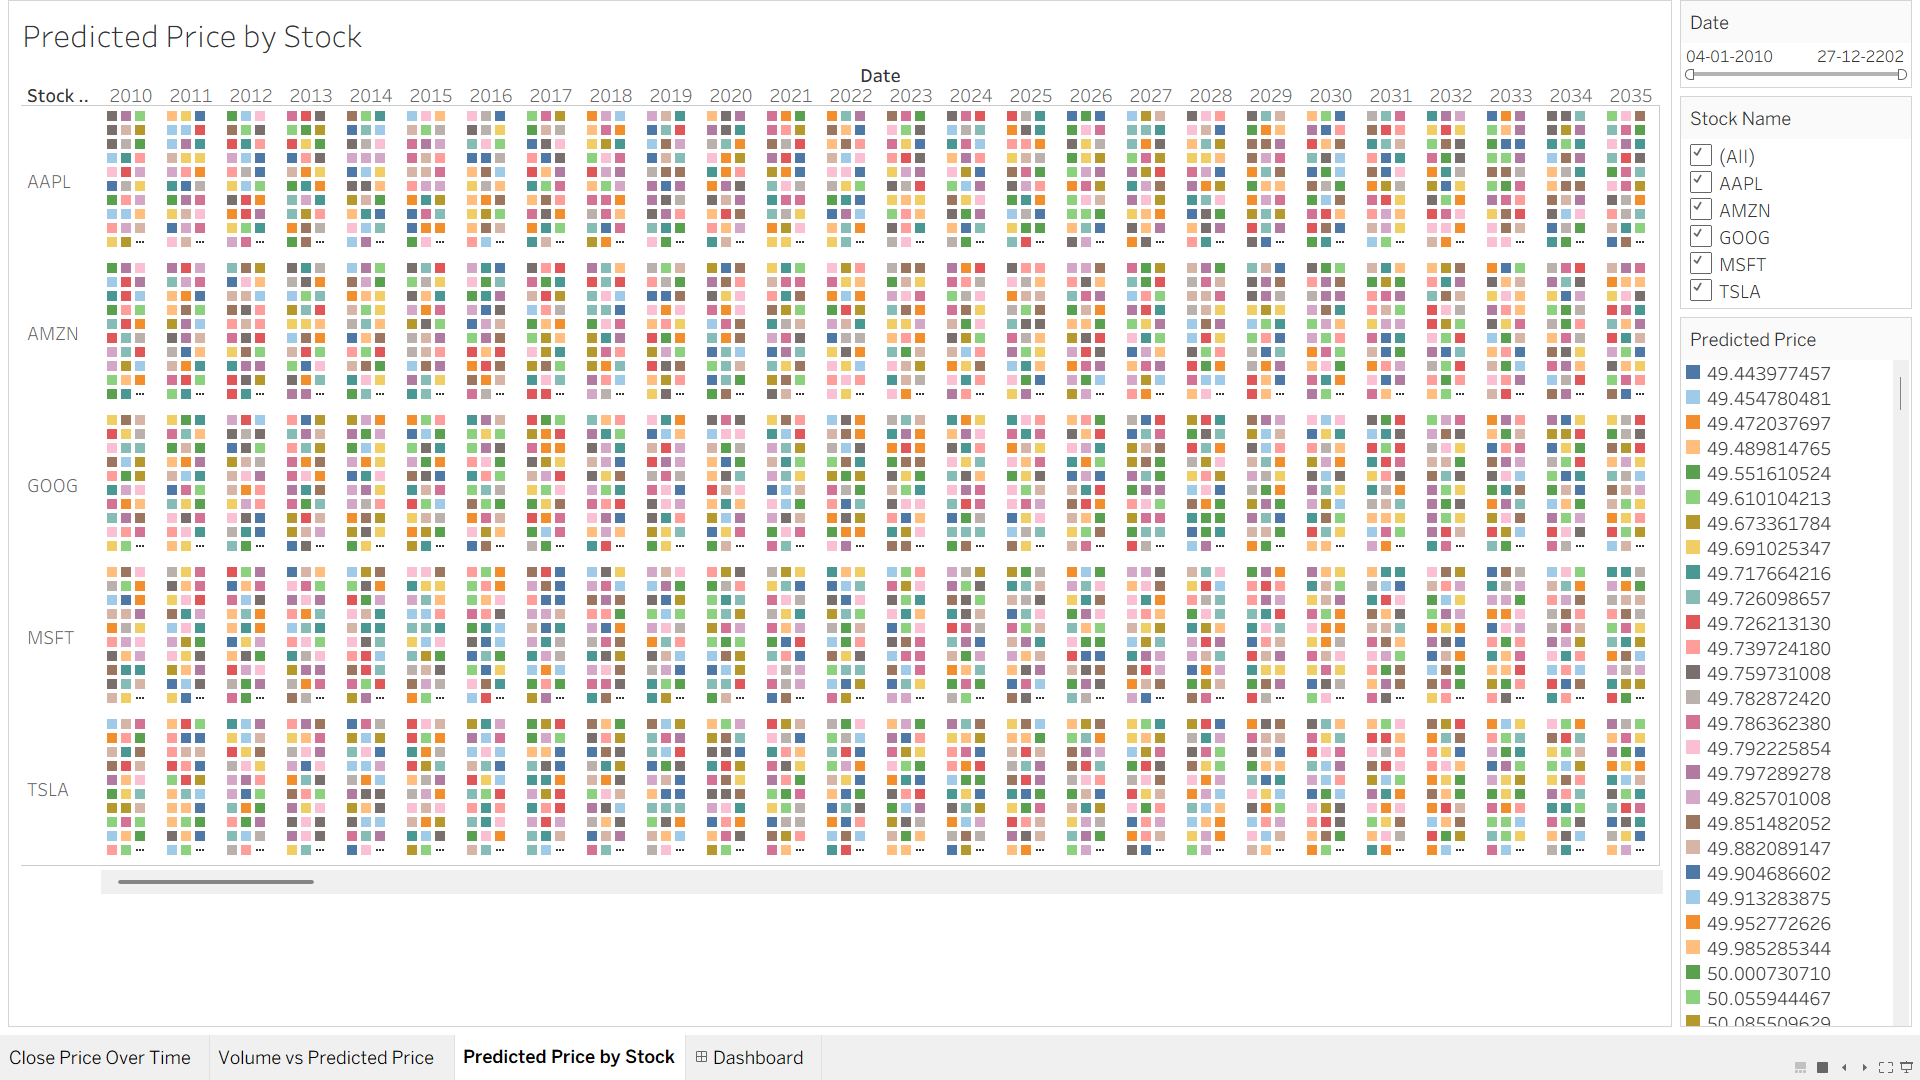 Predicted Price by Stock
Date
Stock ..
2010 2011 2012 2013 2014 2015 2016 2017 2018 2019 2020 2021 2022 2023 2024 2025 2026 2027 2028 2029 2030 2031 2032 2033 2034 2035
AAPL
AMZN
GOOG
MSFT
TSLA
Date
04-01-2010 27-12-2202
Stock Name
(All)
AAPL
AMZN
GOOG
MSFT
TSLA
Predicted Price
49.443977457
49.454780481
49.472037697
49.489814765
49.551610524
49.610104213
49.673361784
49.691025347
49.717664216
49.726098657
49.726213130
49.739724180
49.759731008
49.782872420
49.786362380
49.792225854
49.797289278
49.825701008
49.851482052
49.882089147
49.904686602
49.913283875
49.952772626
49.985285344
50.000730710
50.055944467
50.085509629
Close Price Over Time
Volume vs Predicted Price
Predicted Price by Stock
Dashboard